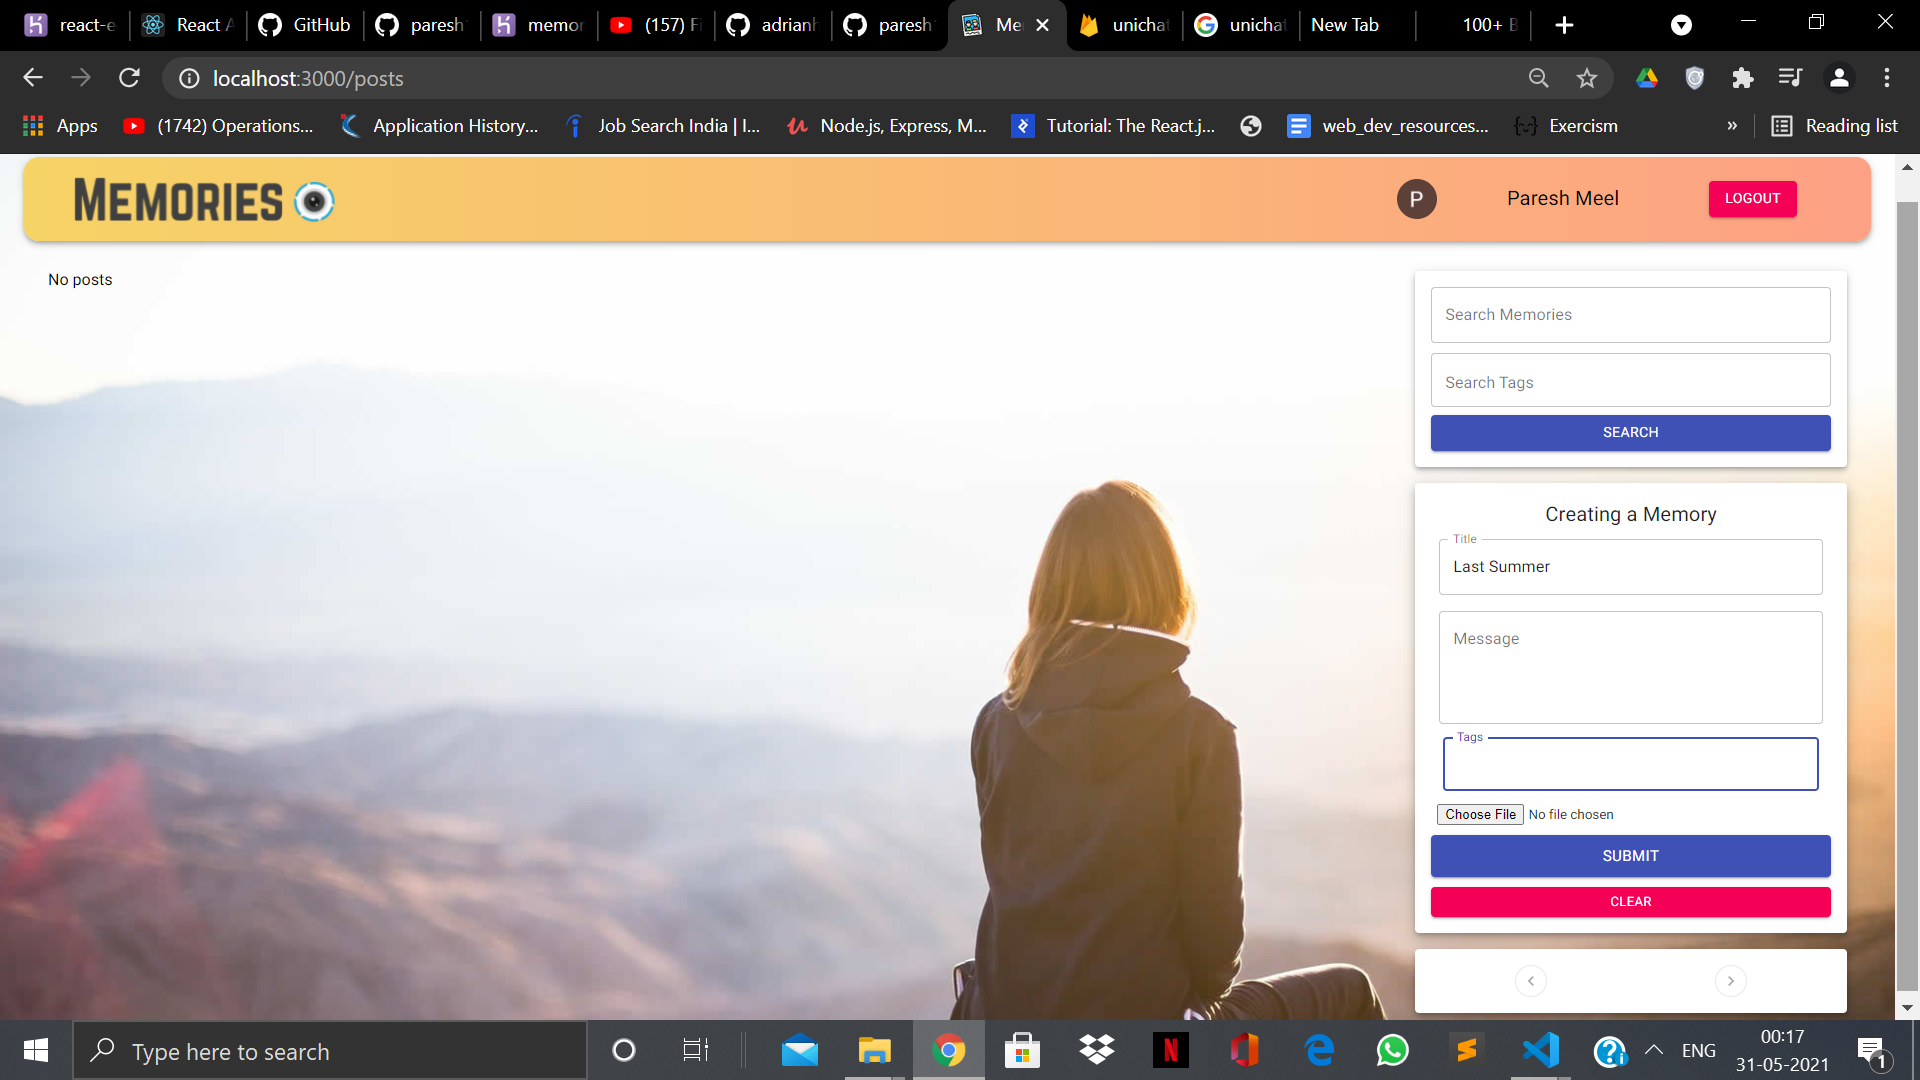 react-e
React A
GitHub
paresh
memor
(157) Fi
adrianh
paresh
Me
unichat
unichat
New Tab
100+ B
localhost:3000/posts
Apps
(1742) Operations...
Application History...
Job Search India | I...
Node.js, Express, M...
Tutorial: The React.j...
web_dev_resources...
Exercism
»
Reading list
MEMORIES
P
Paresh Meel
LOGOUT
No posts
Search Memories
Search Tags
SEARCH
Creating a Memory
Title
Last Summer
Message
Tags
Choose File No file chosen
SUBMIT
CLEAR
Type here to search
ENG
00:17
31-05-2021
1